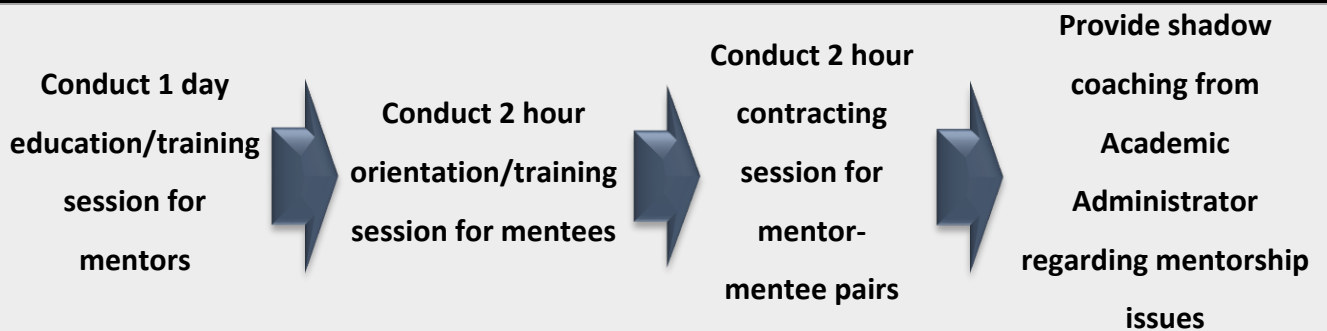 Conduct 1 day
education/training
session for
mentors
Conduct 2 hour
orientation/training
session for mentees
Conduct 2 hour
contracting
session for
mentor-
mentee pairs
Provide shadow
coaching from
Academic
Administrator
regarding mentorship
issues